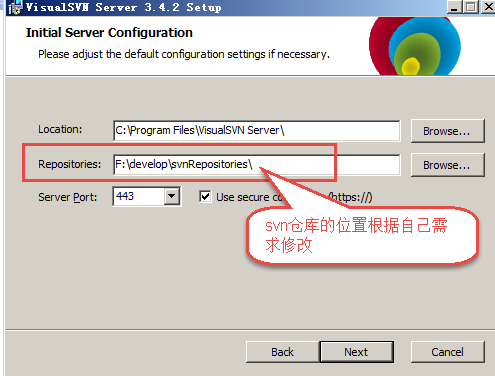 VisualSVN Server 3.4.2 Setup
Initial Server Configuration
Please adjust the default configuration settings if necessary.
Location: C:\Program Files\VisualSVN Server\ Browse...
Repositories: F:\develop\svnRepositories\ Browse...
Server Port: 443 Use secure (https://)
svn仓库的位置根据自己需
求修改
Back Next Cancel